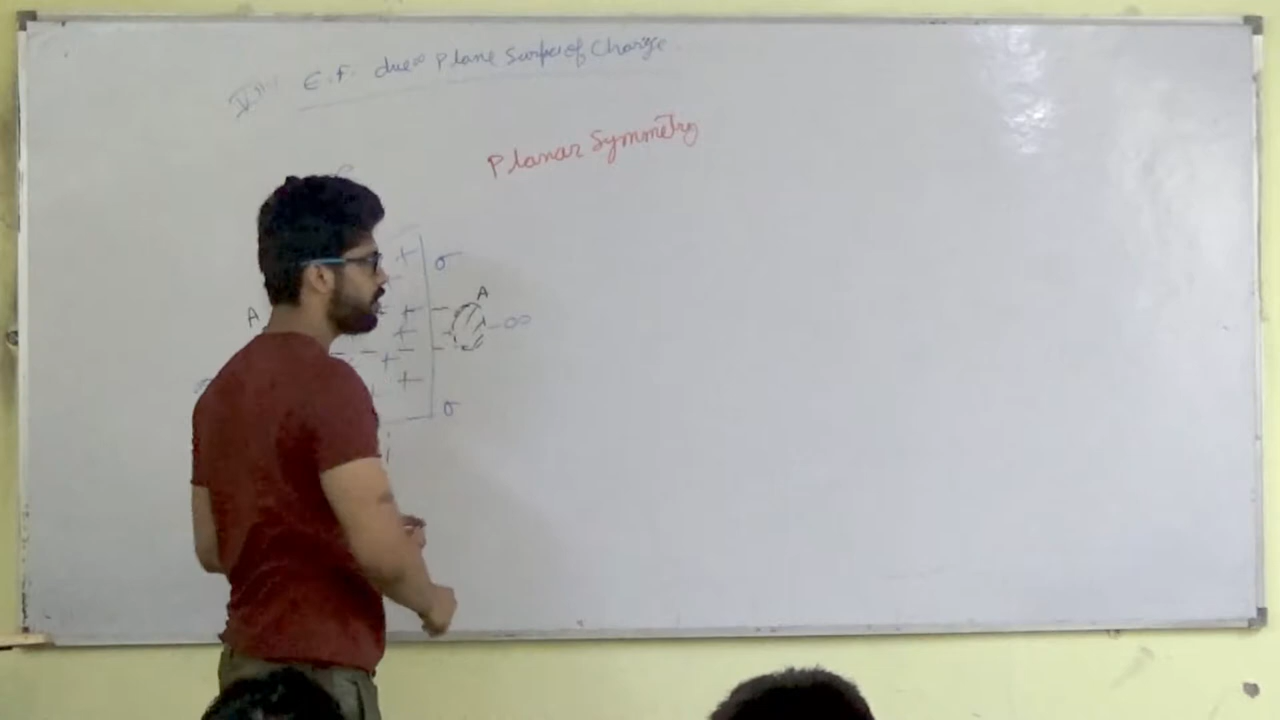 E.F. due to Plane Surface of Charge
Planar Symmetry
+ σ
A
A + ∞
+
+
+
σ